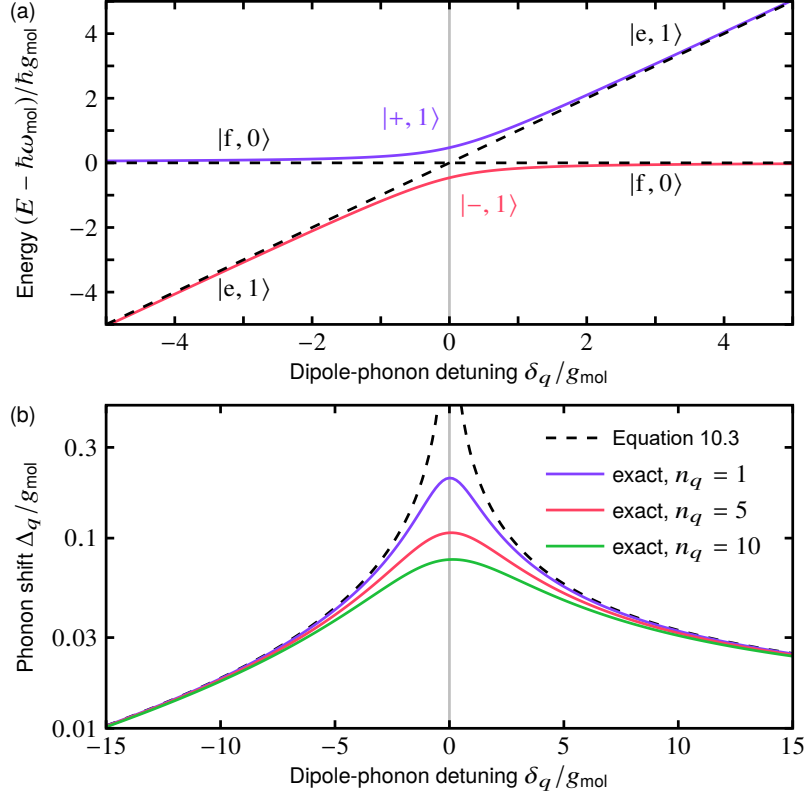 (a)
Energy (E − ħω_mol)/ħg_mol
4
2
0
−2
−4
|e, 1⟩
|+, 1⟩
|f, 0⟩
|−, 1⟩
|f, 0⟩
|e, 1⟩
−4 −2 0 2 4
Dipole-phonon detuning δ_q/g_mol
(b)
Phonon shift Δ_q/g_mol
0.3
0.1
0.03
0.01
Equation 10.3
exact, n_q = 1
exact, n_q = 5
exact, n_q = 10
−15 −10 −5 0 5 10 15
Dipole-phonon detuning δ_q/g_mol